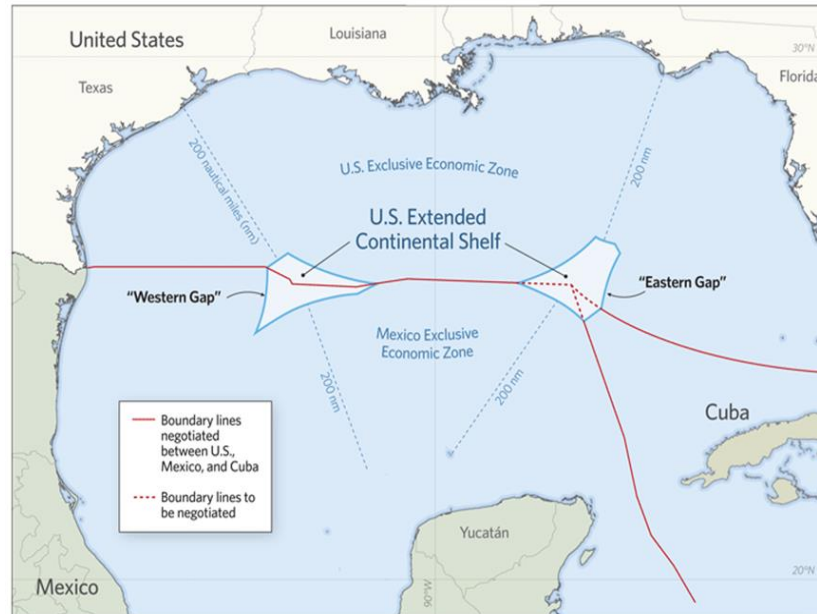 United States
Louisiana
30°N
Texas
Florida
200 nautical miles (nm)
U.S. Exclusive Economic Zone
200 nm
U.S. Extended
Continental Shelf
"Western Gap"
"Eastern Gap"
Mexico Exclusive
Economic Zone
200 nm
200 nm
Cuba
Boundary lines
negotiated
between U.S.,
Mexico, and Cuba
Boundary lines to
be negotiated
Yucatán
Mexico
90°W
20°N